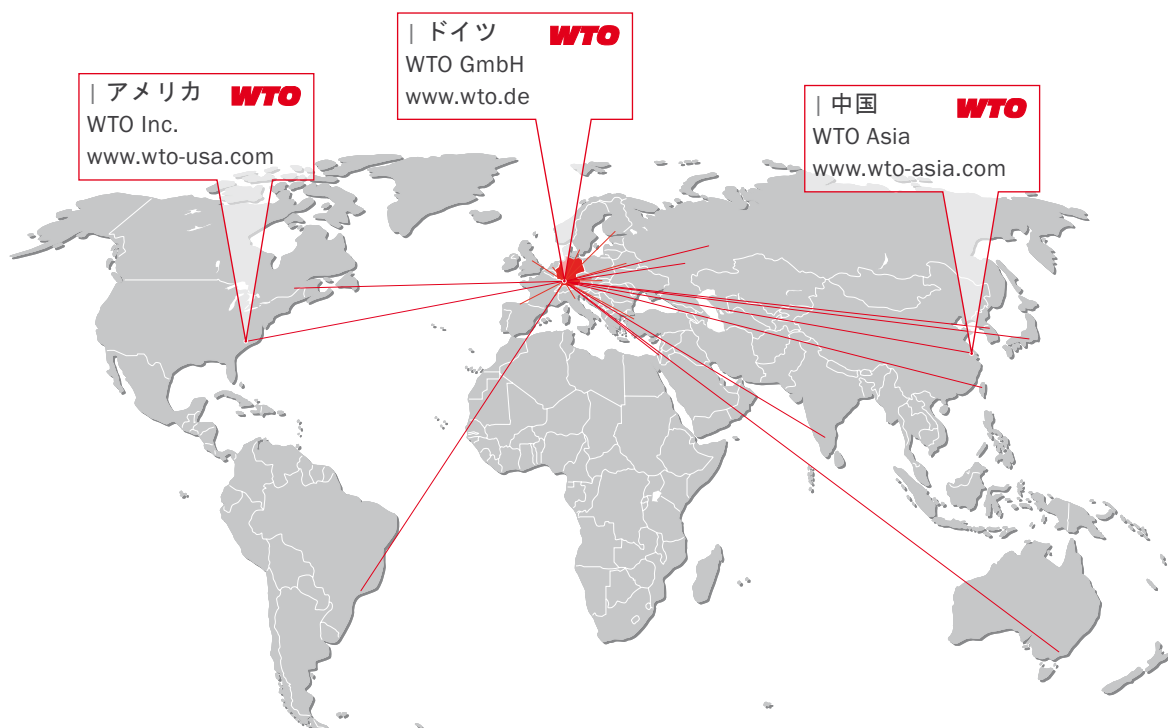 | アメリカ WTO
WTO Inc.
www.wto-usa.com
| ドイツ WTO
WTO GmbH
www.wto.de
| 中国 WTO
WTO Asia
www.wto-asia.com